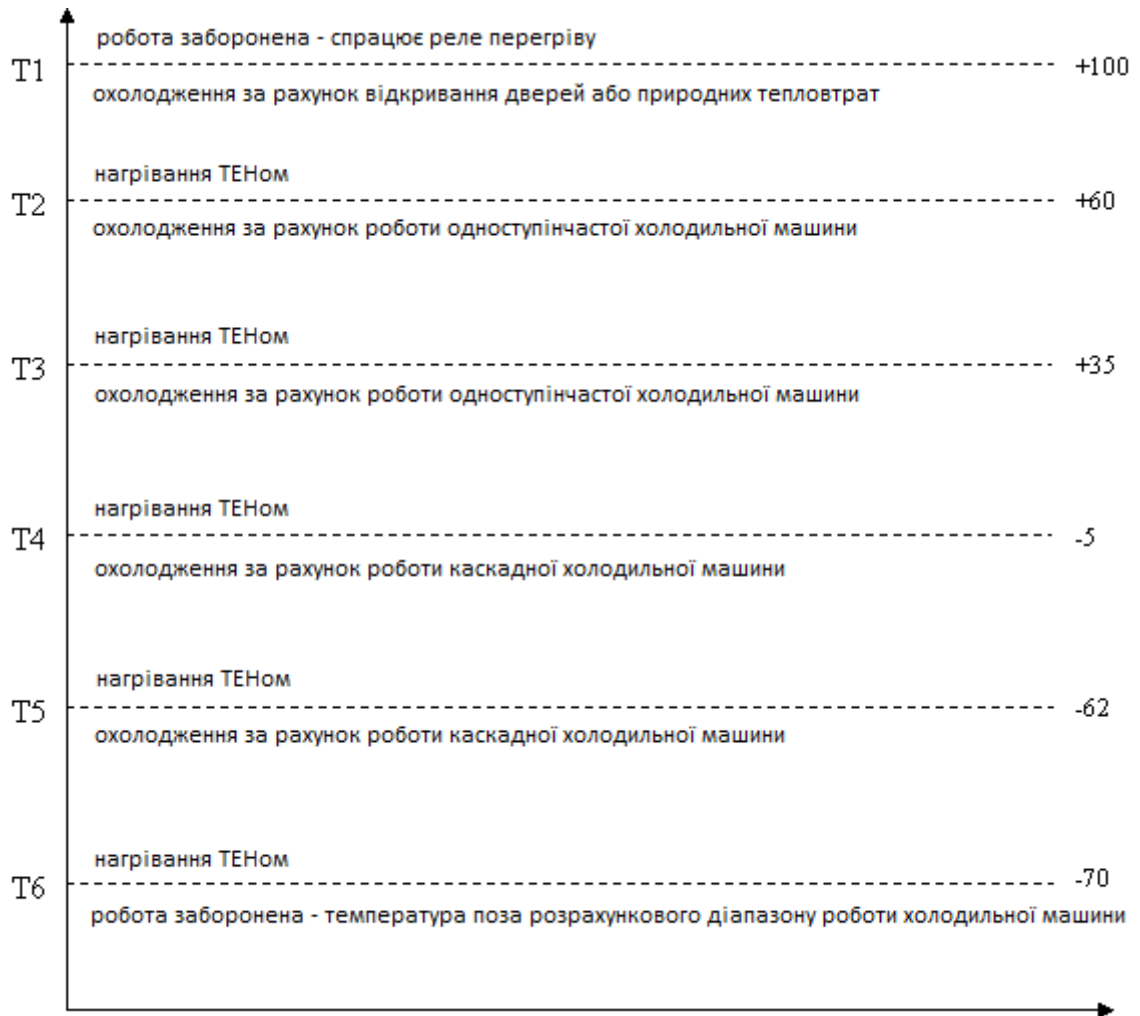 робота заборонена - спрацює реле перегріву
T1 +100
охолодження за рахунок відкривання дверей або природних тепловтрат
нагрівання ТЕНом
T2 +60
охолодження за рахунок роботи одноступінчастої холодильної машини
нагрівання ТЕНом
T3 +35
охолодження за рахунок роботи одноступінчастої холодильної машини
нагрівання ТЕНом
T4 -5
охолодження за рахунок роботи каскадної холодильної машини
нагрівання ТЕНом
T5 -62
охолодження за рахунок роботи каскадної холодильної машини
нагрівання ТЕНом
T6 -70
робота заборонена - температура поза розрахункового діапазону роботи холодильної машини